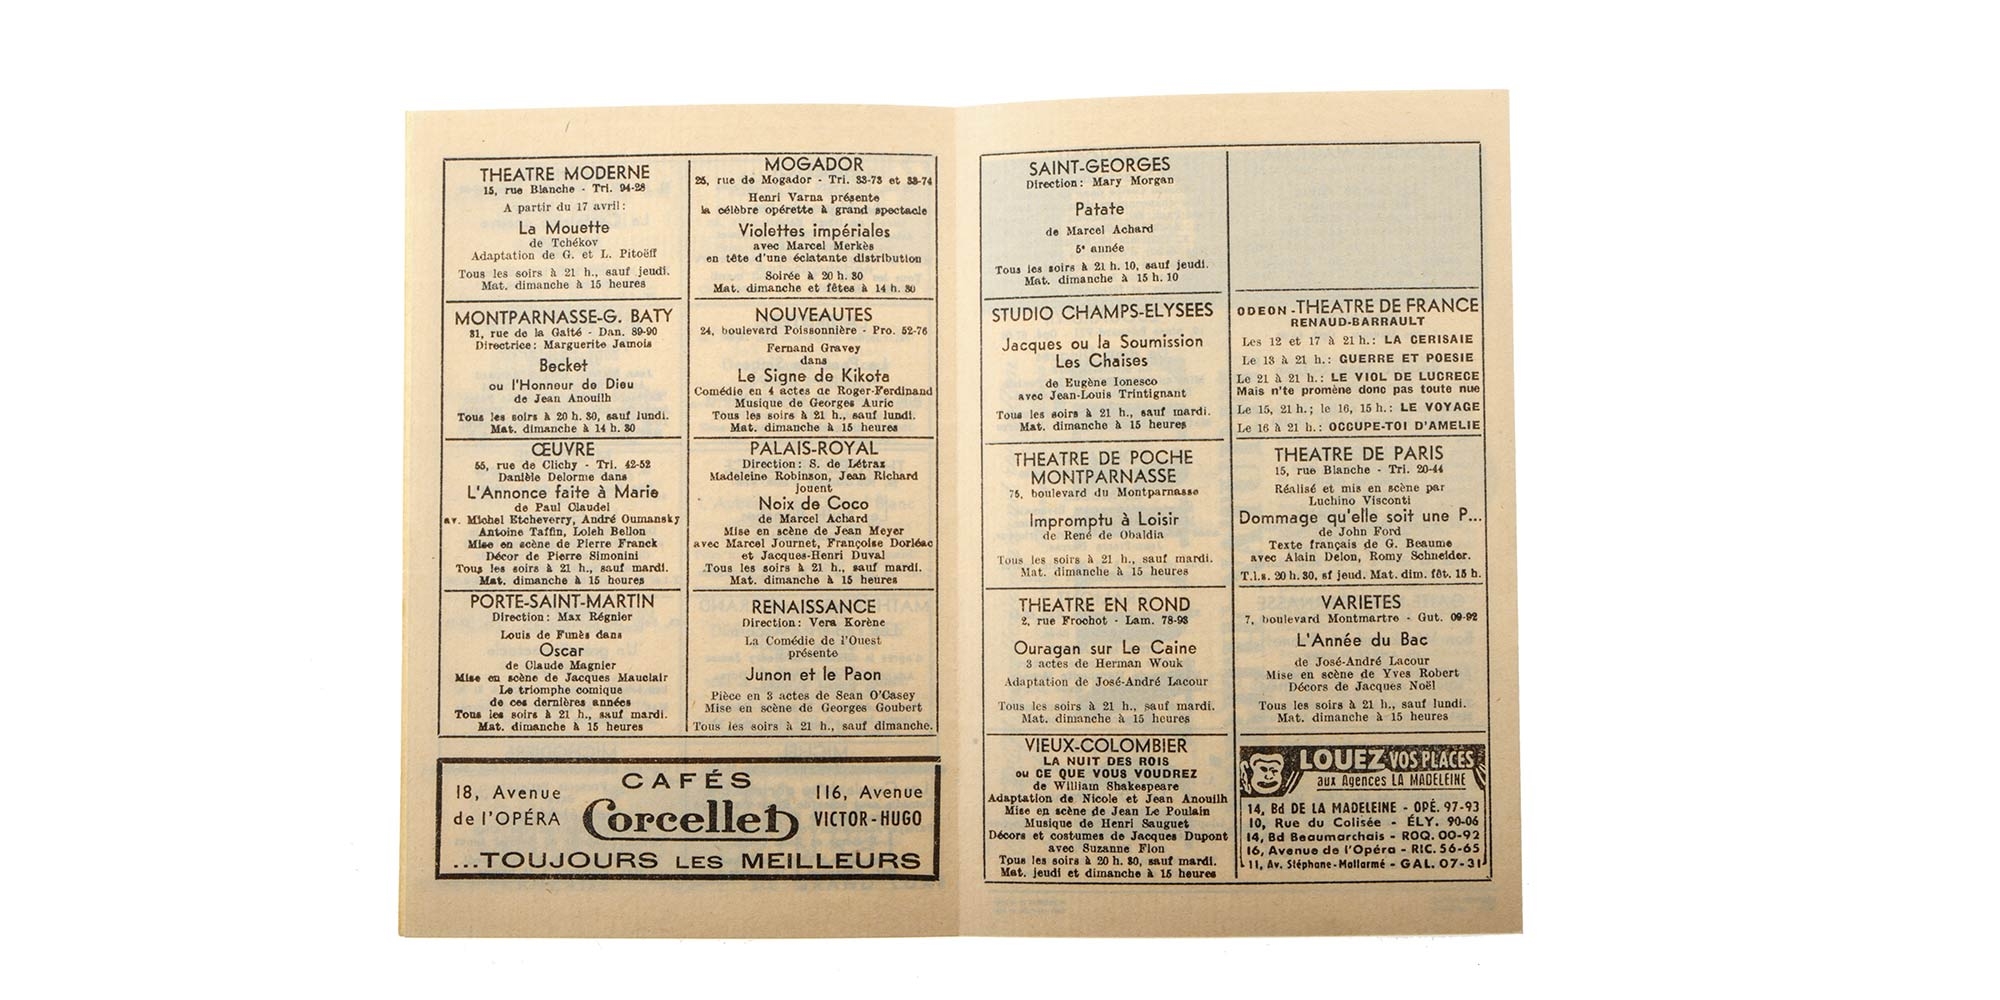 THEATRE MODERNE
15, rue Blanche - Tri. 94-28
A partir du 17 avril :
La Mouette
de Tchékov
Adaptation de G. et L. Pitoëff
Tous les soirs à 21 h., sauf jeudi.
Mat. dimanche à 15 heures
MONTPARNASSE-G. BATY
31, rue de la Gaîté - Dan. 89-90
Directrice : Marguerite Jamois
Becket
ou l'Honneur de Dieu
de Jean Anouilh
Tous les soirs à 20 h. 30, sauf lundi.
Mat. dimanche à 14 h. 30
ŒUVRE
55, rue de Clichy - Tri. 42-52
Danièle Delorme dans
L'Annonce faite à Marie
de Paul Claudel
av. Michel Etcheverry, André Oumansky
Antoine Taffin, Loleh Bellon
Mise en scène de Pierre Franck
Décor de Pierre Simonini
Tous les soirs à 21 h., sauf mardi.
Mat. dimanche à 15 heures
PORTE-SAINT-MARTIN
Direction : Max Régnier
Louis de Funès dans
Oscar
de Claude Magnier
Mise en scène de Jacques Mauclair
Le triomphe comique
de ces dernières années
Tous les soirs à 21 h., sauf mardi.
Mat. dimanche à 15 heures
MOGADOR
25, rue de Mogador - Tri. 33-73 et 33-74
Henri Varna présente
la célèbre opérette à grand spectacle
Violettes impériales
avec Marcel Merkès
en tête d'une éclatante distribution
Soirée à 20 h. 30
Mat. dimanche et fêtes à 14 h. 30
NOUVEAUTES
24, boulevard Poissonnière - Pro. 52-76
Fernand Gravey
dans
Le Signe de Kikota
Comédie en 4 actes de Roger-Ferdinand
Musique de Georges Auric
Tous les soirs à 21 h., sauf lundi.
Mat. dimanche à 15 heures
PALAIS-ROYAL
Direction : S. de Létraz
Madeleine Robinson, Jean Richard
jouent
Noix de Coco
de Marcel Achard
Mise en scène de Jean Meyer
avec Marcel Journet, Françoise Dorléac
et Jacques-Henri Duval
Tous les soirs à 21 h., sauf mardi.
Mat. dimanche à 15 heures
RENAISSANCE
Direction : Vera Korène
La Comédie de l'Ouest
présente
Junon et le Paon
Pièce en 3 actes de Sean O'Casey
Mise en scène de Georges Goubert
Tous les soirs à 21 h., sauf dimanche.
CAFÉS
18, Avenue de l'OPÉRA
Corcellet
116, Avenue VICTOR-HUGO
...TOUJOURS LES MEILLEURS
SAINT-GEORGES
Direction : Mary Morgan
Patate
de Marcel Achard
5e année
Tous les soirs à 21 h. 10, sauf jeudi.
Mat. dimanche à 15 h. 10
STUDIO CHAMPS-ELYSEES
Jacques ou la Soumission
Les Chaises
de Eugène Ionesco
avec Jean-Louis Trintignant
Tous les soirs à 21 h., sauf mardi.
Mat. dimanche à 15 heures
THEATRE DE POCHE
MONTPARNASSE
75, boulevard du Montparnasse
Impromptu à Loisir
de René de Obaldia
Tous les soirs à 21 h., sauf mardi.
Mat. dimanche à 15 heures
THEATRE EN ROND
2, rue Frochot - Lam. 78-93
Ouragan sur Le Caine
3 actes de Herman Wouk
Adaptation de José-André Lacour
Tous les soirs à 21 h., sauf mardi.
Mat. dimanche à 15 heures
VIEUX-COLOMBIER
LA NUIT DES ROIS
ou CE QUE VOUS VOUDREZ
de William Shakespeare
Adaptation de Nicole et Jean Anouilh
Mise en scène de Jean Le Poulain
Musique de Henri Sauguet
Décors et costumes de Jacques Dupont
avec Suzanne Flon
Tous les soirs à 20 h. 30, sauf mardi.
Mat. jeudi et dimanche à 15 heures
ODEON - THEATRE DE FRANCE
RENAUD-BARRAULT
Les 12 et 17 à 21 h. : LA CERISAIE
Le 13 à 21 h. : GUERRE ET POESIE
Le 21 à 21 h. : LE VIOL DE LUCRECE
Mais n'te promène donc pas toute nue
Le 15, 21 h. ; le 16, 15 h. : LE VOYAGE
Le 16 à 21 h. : OCCUPE-TOI D'AMELIE
THEATRE DE PARIS
15, rue Blanche - Tri. 20-44
Réalisé et mis en scène par
Luchino Visconti
Dommage qu'elle soit une P...
de John Ford
Texte français de G. Beaume
avec Alain Delon, Romy Schneider.
T.l.s. 20 h. 30, sf jeud. Mat. dim. fêt. 15 h.
VARIETES
7, boulevard Montmartre - Gut. 09-92
L'Année du Bac
de José-André Lacour
Mise en scène de Yves Robert
Décors de Jacques Noël
Tous les soirs à 21 h., sauf lundi.
Mat. dimanche à 15 heures
LOUEZ VOS PLACES
aux Agences LA MADELEINE
14, Bd DE LA MADELEINE - OPÉ. 97-93
10, Rue du Colisée - ÉLY. 90-06
14, Bd Beaumarchais - ROQ. 00-92
16, Avenue de l'Opéra - RIC. 56-65
11, Av. Stéphane-Mallarmé - GAL. 07-31